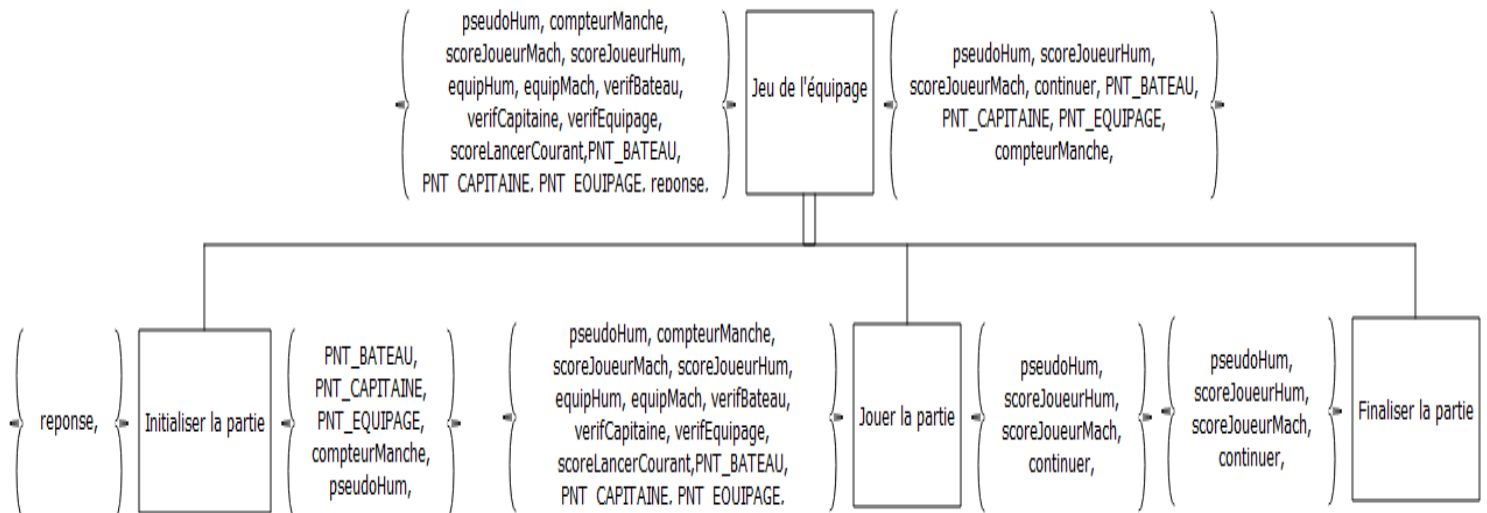 pseudoHum, compteurManche,
scoreJoueurMach, scoreJoueurHum,
equipHum, equipMach, verifBateau,
verifCapitaine, verifEquipage,
scoreLancerCourant,PNT_BATEAU,
PNT_CAPITAINE, PNT_EQUIPAGE, reponse,
Jeu de l'équipage
pseudoHum, scoreJoueurHum,
scoreJoueurMach, continuer, PNT_BATEAU,
PNT_CAPITAINE, PNT_EQUIPAGE,
compteurManche,
reponse,
Initialiser la partie
PNT_BATEAU,
PNT_CAPITAINE,
PNT_EQUIPAGE,
compteurManche,
pseudoHum,
pseudoHum, compteurManche,
scoreJoueurMach, scoreJoueurHum,
equipHum, equipMach, verifBateau,
verifCapitaine, verifEquipage,
scoreLancerCourant,PNT_BATEAU,
PNT_CAPITAINE, PNT_EQUIPAGE,
Jouer la partie
pseudoHum,
scoreJoueurHum,
scoreJoueurMach,
continuer,
pseudoHum,
scoreJoueurHum,
scoreJoueurMach,
continuer,
Finaliser la partie